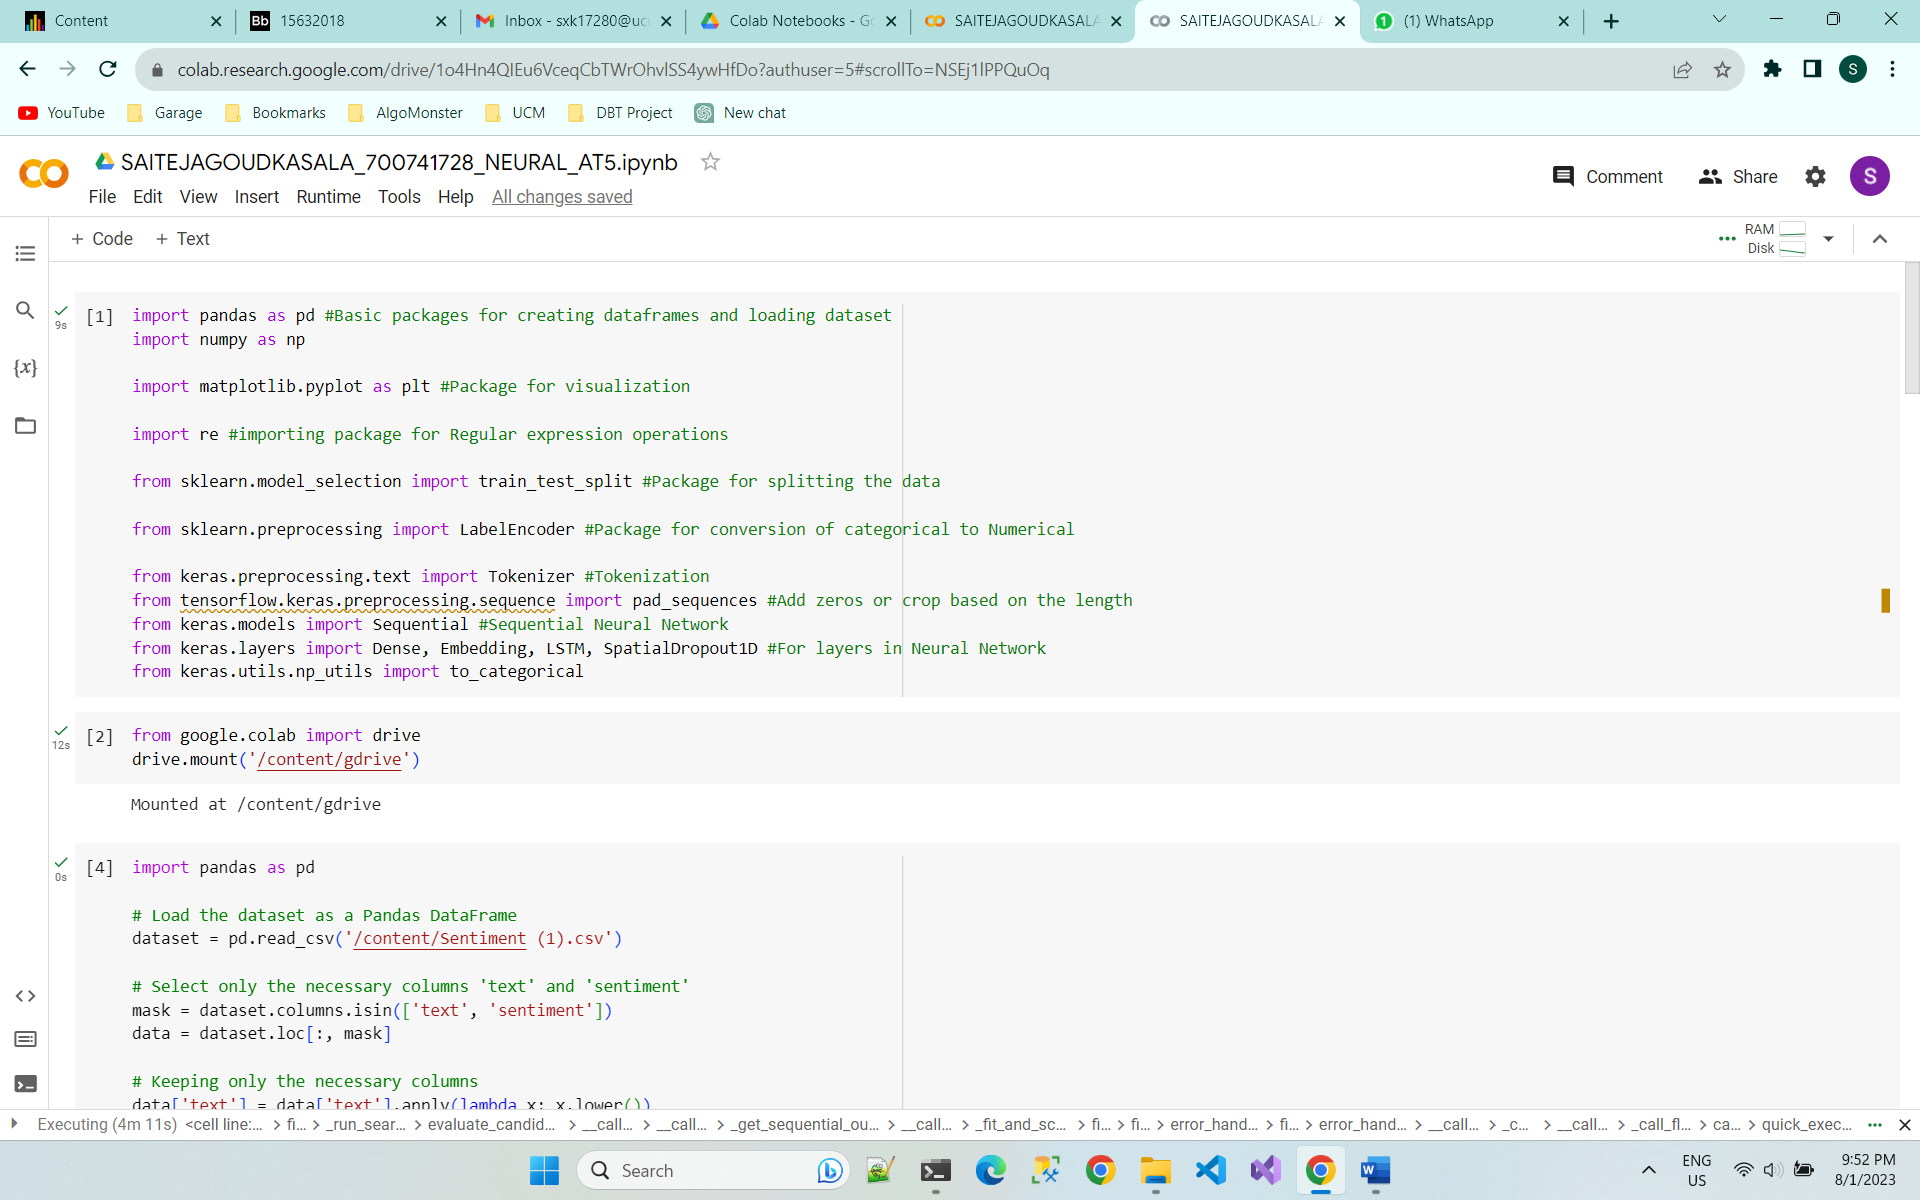 Content
Bb 15632018
Inbox - sxk17280@uc
Colab Notebooks - Go
SAITEJAGOUDKASALA
SAITEJAGOUDKASALA
(1) WhatsApp
colab.research.google.com/drive/1o4Hn4QIEu6VceqCbTWrOhvlSS4ywHfDo?authuser=5#scrollTo=NSEj1lPPQuOq
S
YouTube Garage Bookmarks AlgoMonster UCM DBT Project New chat
SAITEJAGOUDKASALA_700741728_NEURAL_AT5.ipynb
File Edit View Insert Runtime Tools Help All changes saved
Comment Share S
+ Code + Text
RAM
Disk
9s
[1] import pandas as pd #Basic packages for creating dataframes and loading dataset
import numpy as np
import matplotlib.pyplot as plt #Package for visualization
import re #importing package for Regular expression operations
from sklearn.model_selection import train_test_split #Package for splitting the data
from sklearn.preprocessing import LabelEncoder #Package for conversion of categorical to Numerical
from keras.preprocessing.text import Tokenizer #Tokenization
from tensorflow.keras.preprocessing.sequence import pad_sequences #Add zeros or crop based on the length
from keras.models import Sequential #Sequential Neural Network
from keras.layers import Dense, Embedding, LSTM, SpatialDropout1D #For layers in Neural Network
from keras.utils.np_utils import to_categorical
12s
[2] from google.colab import drive
drive.mount('/content/gdrive')
Mounted at /content/gdrive
0s
[4] import pandas as pd
# Load the dataset as a Pandas DataFrame
dataset = pd.read_csv('/content/Sentiment (1).csv')
# Select only the necessary columns 'text' and 'sentiment'
mask = dataset.columns.isin(['text', 'sentiment'])
data = dataset.loc[:, mask]
# Keeping only the necessary columns
data['text'] = data['text'].apply(lambda x: x.lower())
Executing (4m 11s) <cell line:... > fi... > _run_sear... > evaluate_candid... > __call... > __call... > _get_sequential_ou... > __call... > _fit_and_sc... > fi... > fi... > error_hand... > fi... > error_hand... > __call... > _c... > __call... > _call_fl... > ca... > quick_exec...
Search
ENG
US
9:52 PM
8/1/2023